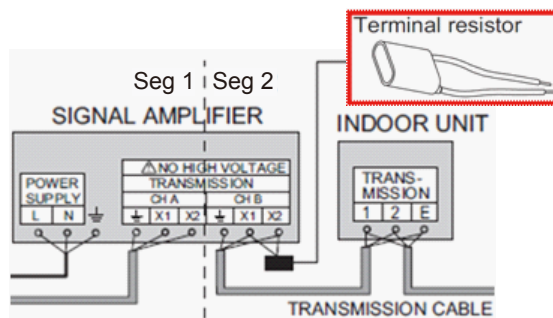 Terminal resistor
Seg 1 Seg 2
SIGNAL AMPLIFIER
INDOOR UNIT
⚠NO HIGH VOLTAGE
TRANSMISSION
CH A CH B
POWER
SUPPLY
L N ⏚
⏚ X1 X2 ⏚ X1 X2
TRANS-
MISSION
1 2 E
TRANSMISSION CABLE